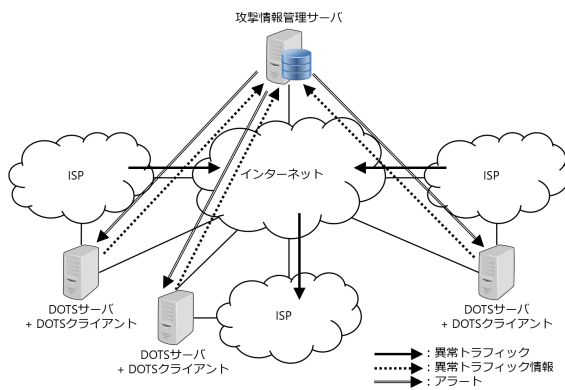 攻撃情報管理サーバ
ISP
インターネット
ISP
DOTSサーバ
+ DOTSクライアント
ISP
DOTSサーバ
+ DOTSクライアント
DOTSサーバ
+ DOTSクライアント
：異常トラフィック
：異常トラフィック情報
：アラート